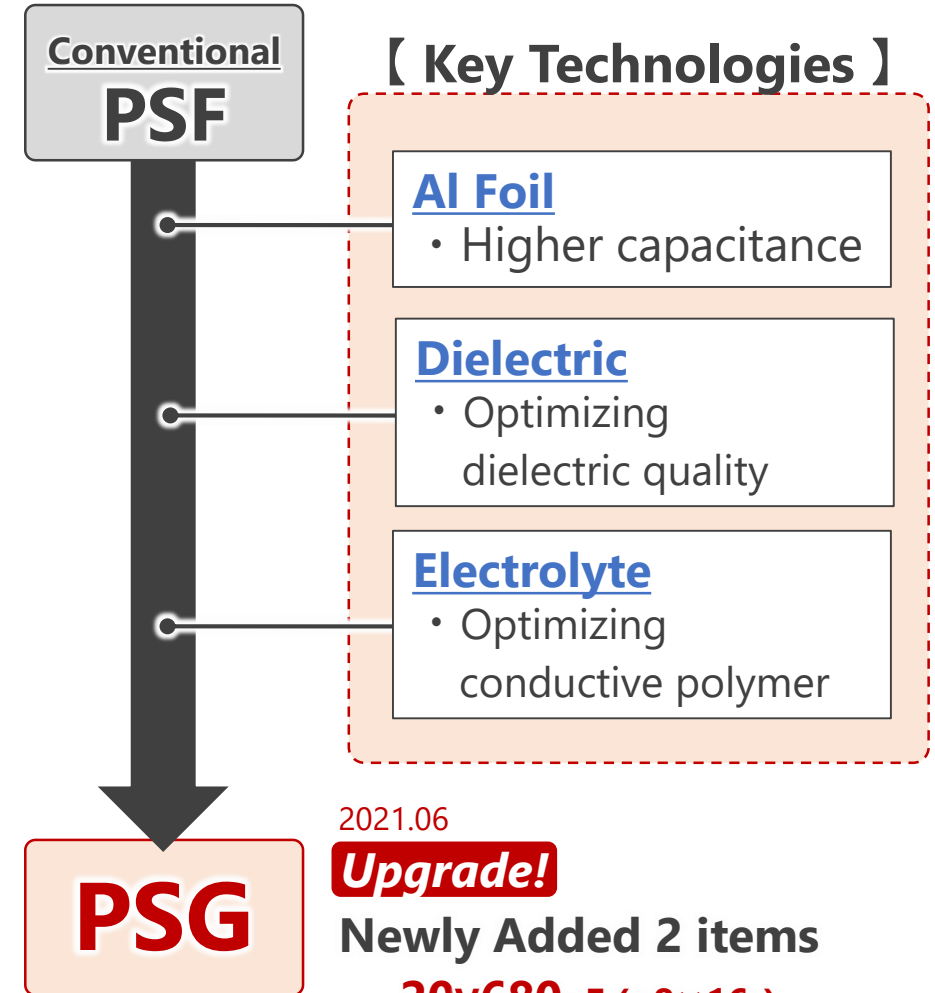 Conventional
PSF
【 Key Technologies 】
Al Foil
・Higher capacitance
Dielectric
・Optimizing
dielectric quality
Electrolyte
・Optimizing
conductive polymer
2021.06
Upgrade!
PSG
Newly Added 2 items
20v680